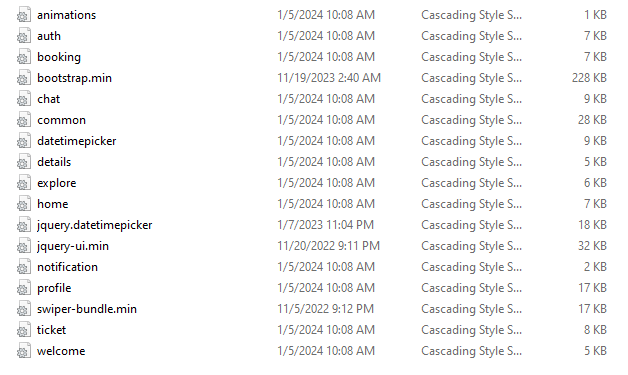 animations 1/5/2024 10:08 AM Cascading Style S... 1 KB
auth 1/5/2024 10:08 AM Cascading Style S... 7 KB
booking 1/5/2024 10:08 AM Cascading Style S... 7 KB
bootstrap.min 11/19/2023 2:40 AM Cascading Style S... 228 KB
chat 1/5/2024 10:08 AM Cascading Style S... 9 KB
common 1/5/2024 10:08 AM Cascading Style S... 28 KB
datetimepicker 1/5/2024 10:08 AM Cascading Style S... 9 KB
details 1/5/2024 10:08 AM Cascading Style S... 5 KB
explore 1/5/2024 10:08 AM Cascading Style S... 6 KB
home 1/5/2024 10:08 AM Cascading Style S... 7 KB
jquery.datetimepicker 1/7/2023 11:04 PM Cascading Style S... 18 KB
jquery-ui.min 11/20/2022 9:11 PM Cascading Style S... 32 KB
notification 1/5/2024 10:08 AM Cascading Style S... 2 KB
profile 1/5/2024 10:08 AM Cascading Style S... 17 KB
swiper-bundle.min 11/5/2022 9:12 PM Cascading Style S... 17 KB
ticket 1/5/2024 10:08 AM Cascading Style S... 8 KB
welcome 1/5/2024 10:08 AM Cascading Style S... 5 KB